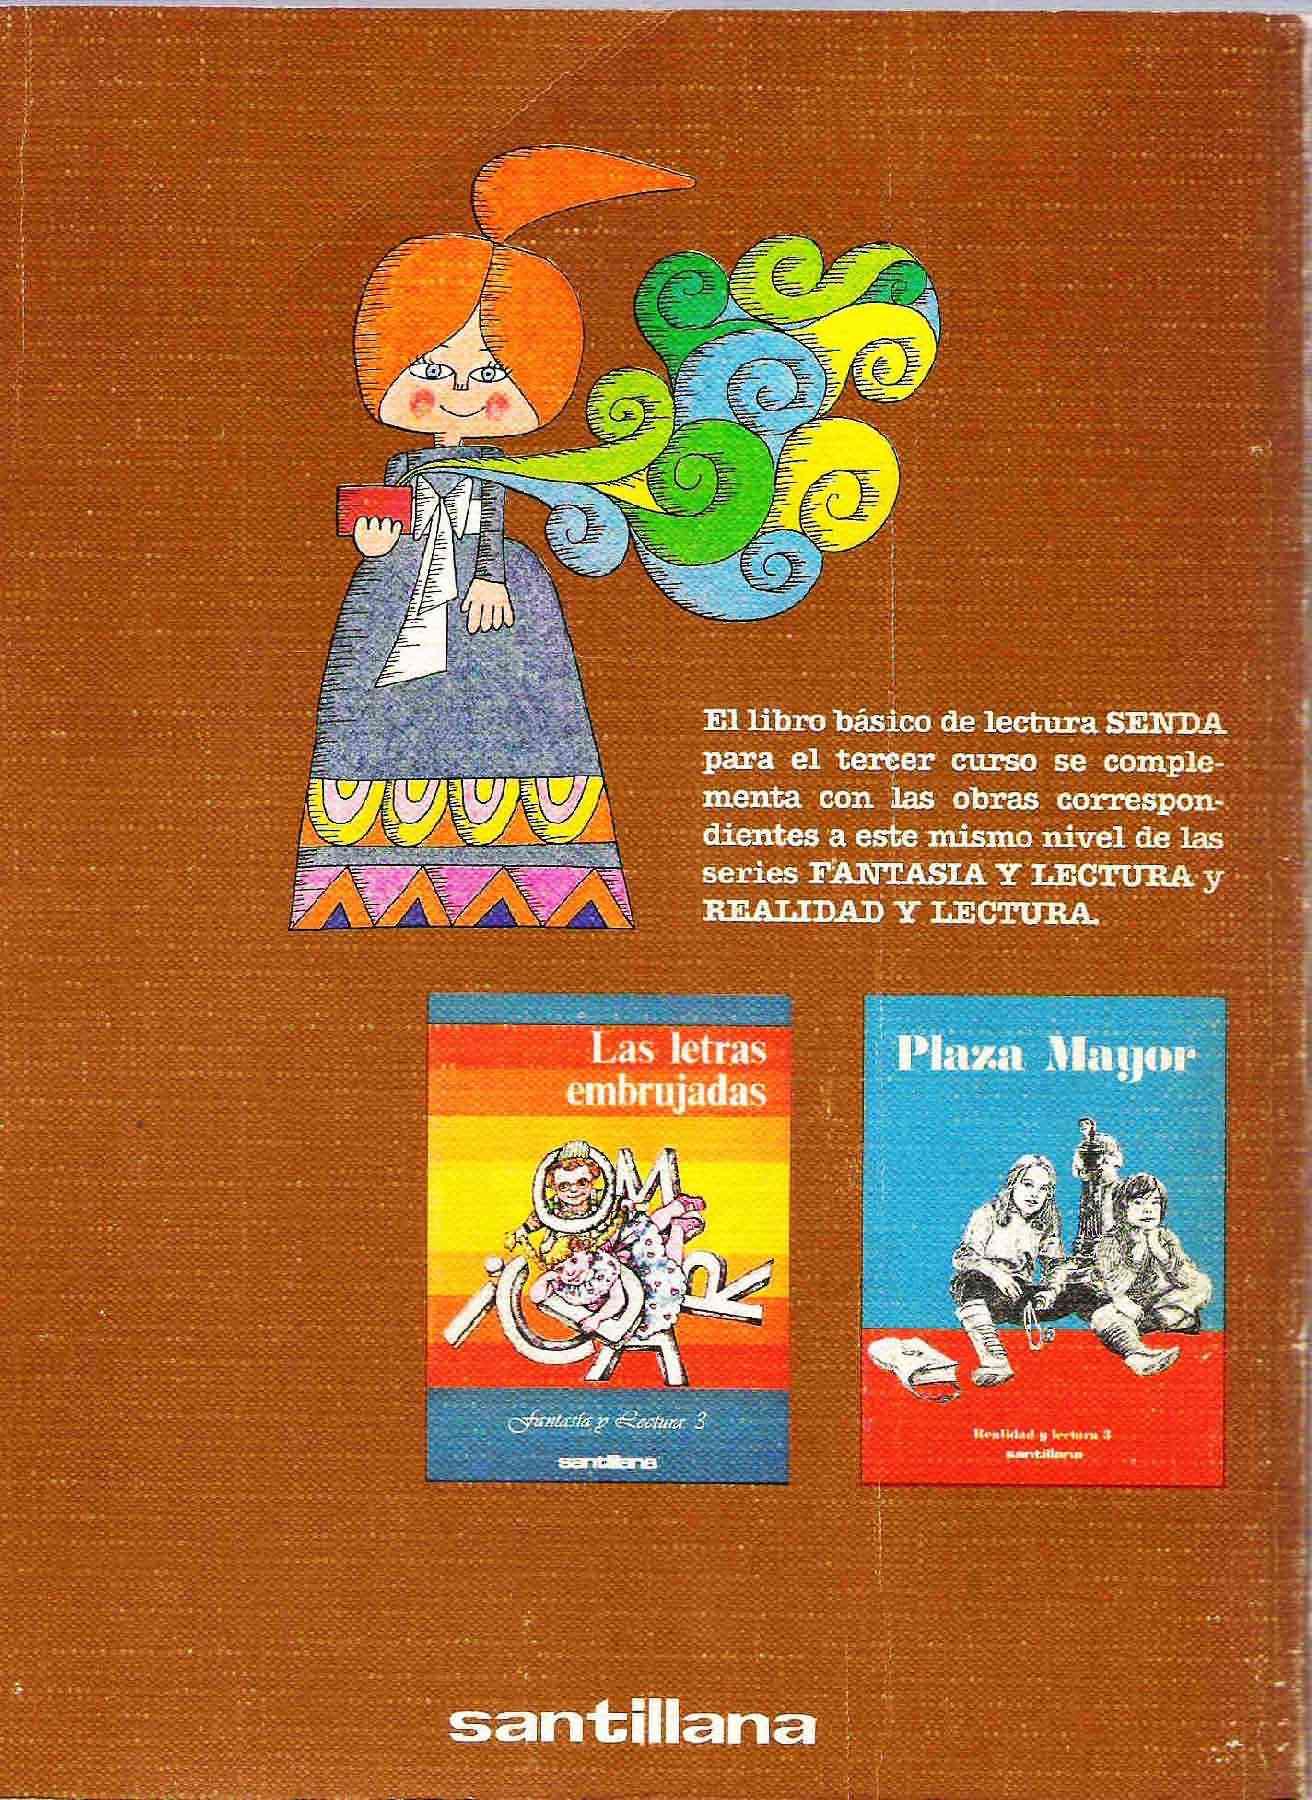 El libro básico de lectura SENDA
para el tercer curso se comple-
menta con las obras correspon-
dientes a este mismo nivel de las
series FANTASIA Y LECTURA y
REALIDAD Y LECTURA.
Las letras
embrujadas
Fantasía y Lectura 3
santillana
Plaza Mayor
Realidad y lectura 3
santillana
santillana